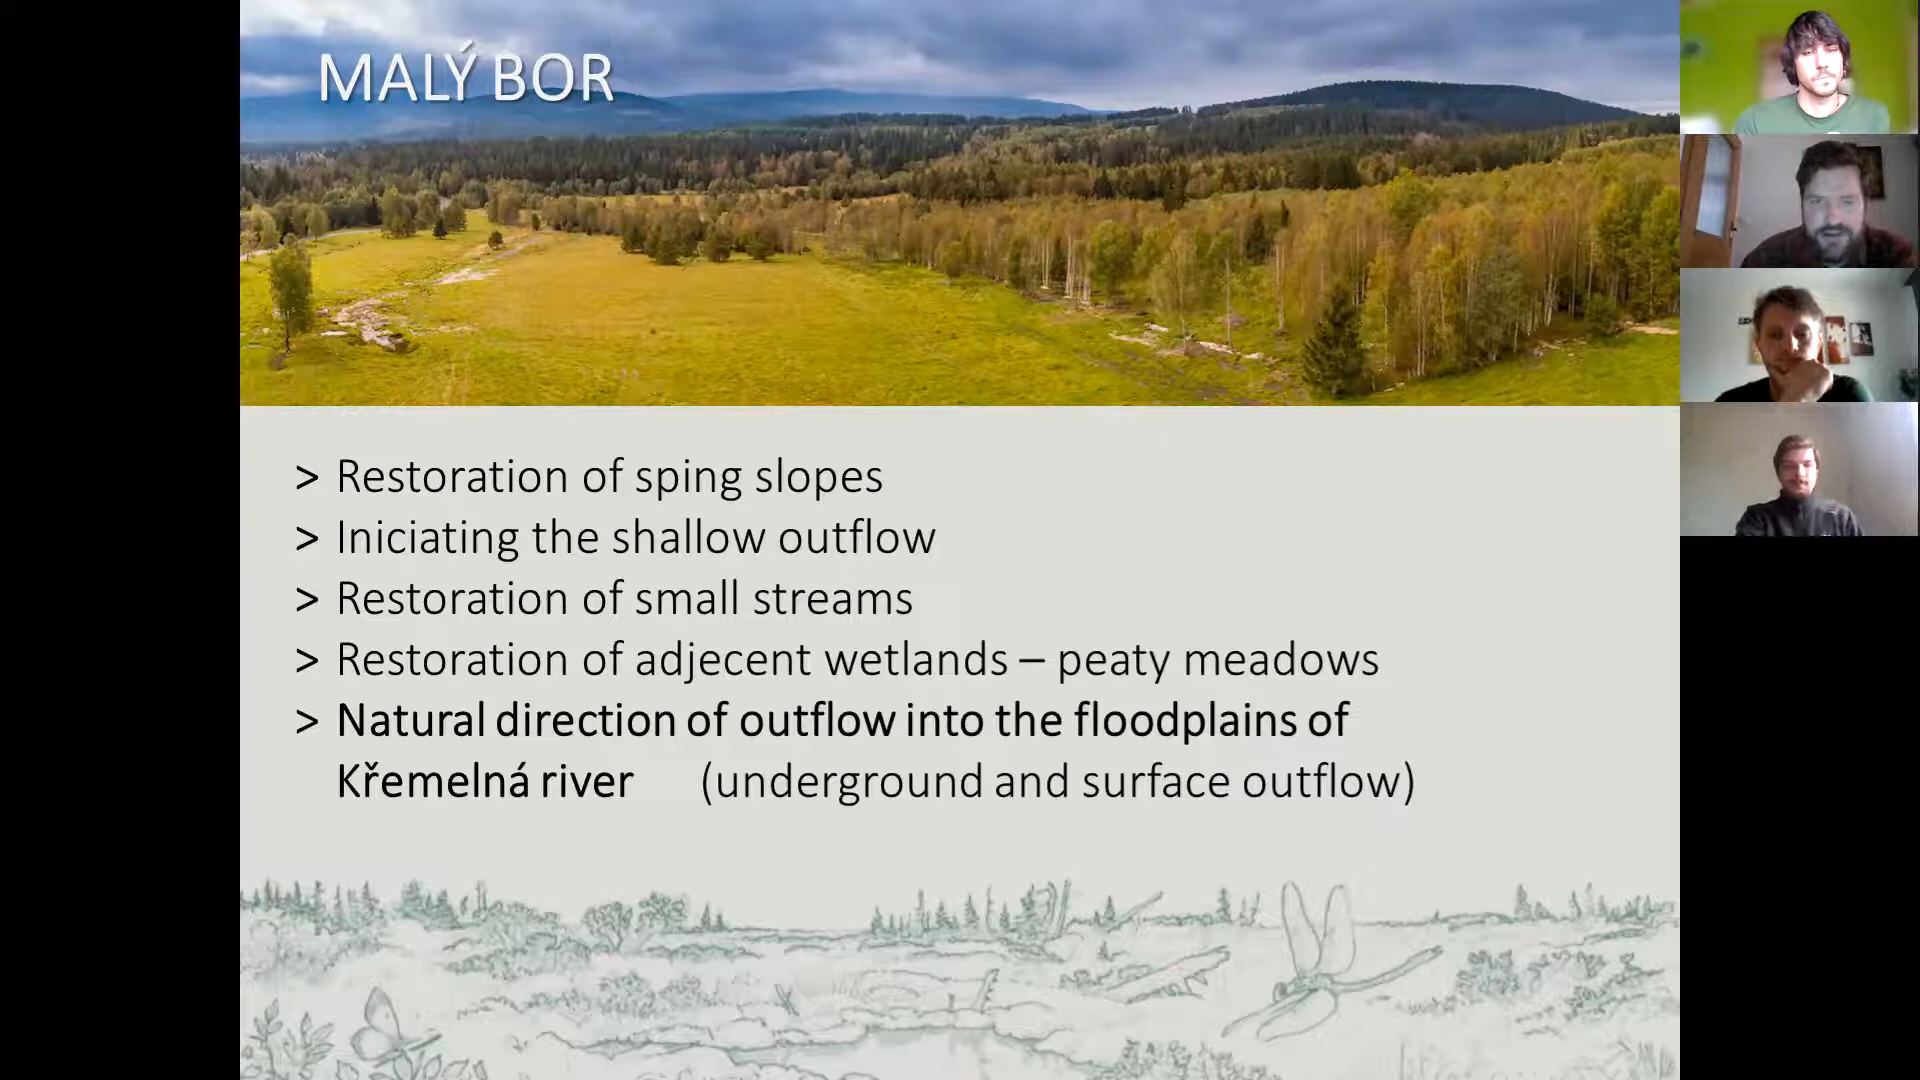 MALÝ BOR
> Restoration of sping slopes
> Iniciating the shallow outflow
> Restoration of small streams
> Restoration of adjecent wetlands – peaty meadows
> Natural direction of outflow into the floodplains of
Křemelná river (underground and surface outflow)